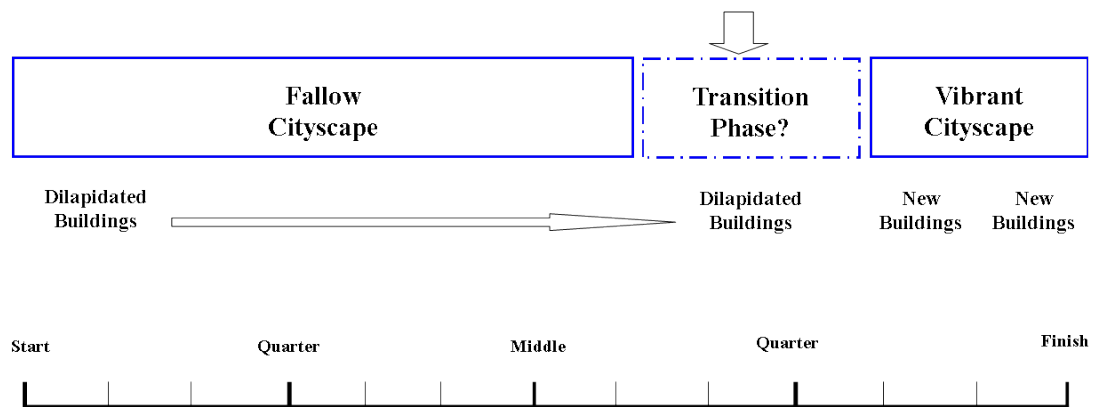 Fallow
Cityscape
Transition
Phase?
Vibrant
Cityscape
Dilapidated
Buildings
Dilapidated
Buildings
New
Buildings
New
Buildings
Start
Quarter
Middle
Quarter
Finish